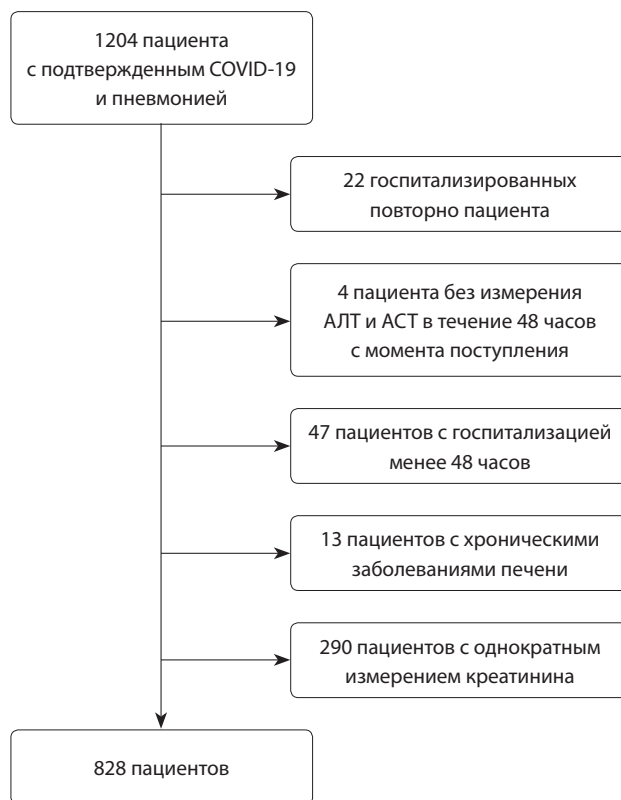 1204 пациента
с подтвержденным COVID-19
и пневмонией
22 госпитализированных
повторно пациента
4 пациента без измерения
АЛТ и АСТ в течение 48 часов
с момента поступления
47 пациентов с госпитализацией
менее 48 часов
13 пациентов с хроническими
заболеваниями печени
290 пациентов с однократным
измерением креатинина
828 пациентов